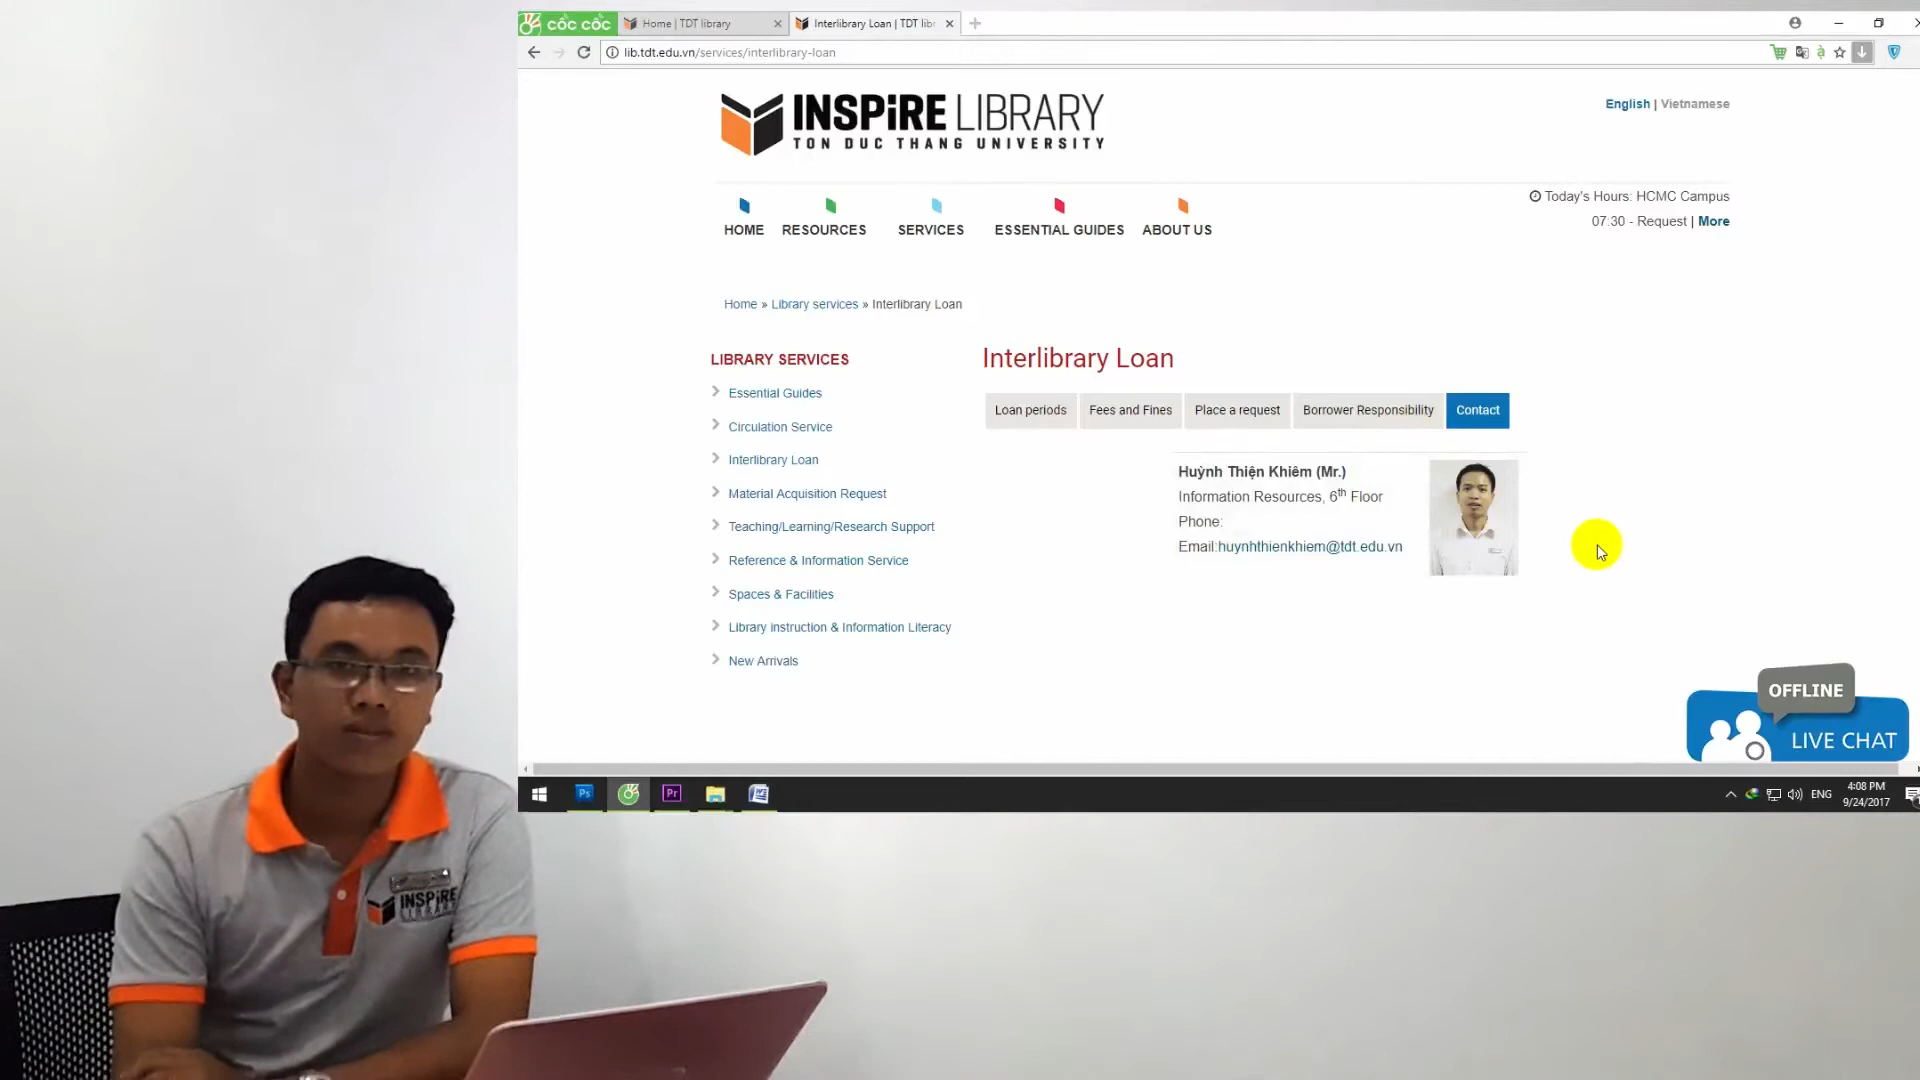 cốc cốc
Home | TDT library
Interlibrary Loan | TDT libr
lib.tdt.edu.vn/services/interlibrary-loan
INSPiRE LIBRARY
TON DUC THANG UNIVERSITY
English | Vietnamese
Today's Hours: HCMC Campus
07:30 - Request | More
HOME
RESOURCES
SERVICES
ESSENTIAL GUIDES
ABOUT US
Home » Library services » Interlibrary Loan
LIBRARY SERVICES
Essential Guides
Circulation Service
Interlibrary Loan
Material Acquisition Request
Teaching/Learning/Research Support
Reference & Information Service
Spaces & Facilities
Library instruction & Information Literacy
New Arrivals
Interlibrary Loan
Loan periods
Fees and Fines
Place a request
Borrower Responsibility
Contact
Huỳnh Thiện Khiêm (Mr.)
Information Resources, 6th Floor
Phone:
Email:huynhthienkhiem@tdt.edu.vn
OFFLINE
LIVE CHAT
Ps
Pr
ENG
4:08 PM
9/24/2017
INSPiRE
LIBRARY